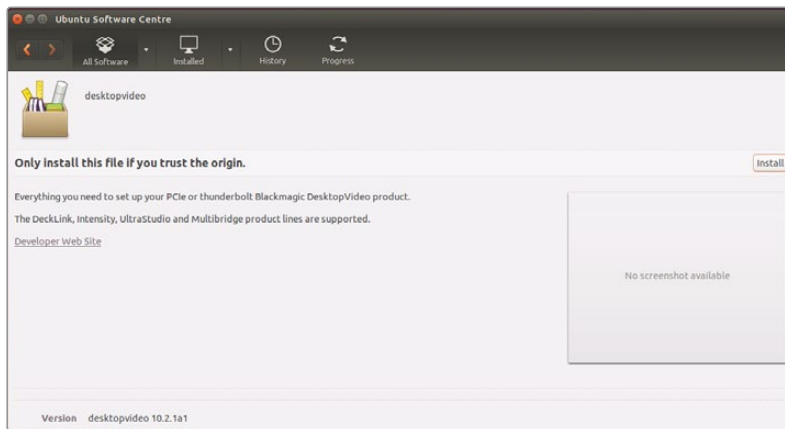 Ubuntu Software Centre
All Software
Installed
History
Progress
desktopvideo
Only install this file if you trust the origin.
Install
Everything you need to set up your PCIe or thunderbolt Blackmagic DesktopVideo product.
The DeckLink, Intensity, UltraStudio and Multibridge product lines are supported.
Developer Web Site
No screenshot available
Version desktopvideo 10.2.1a1